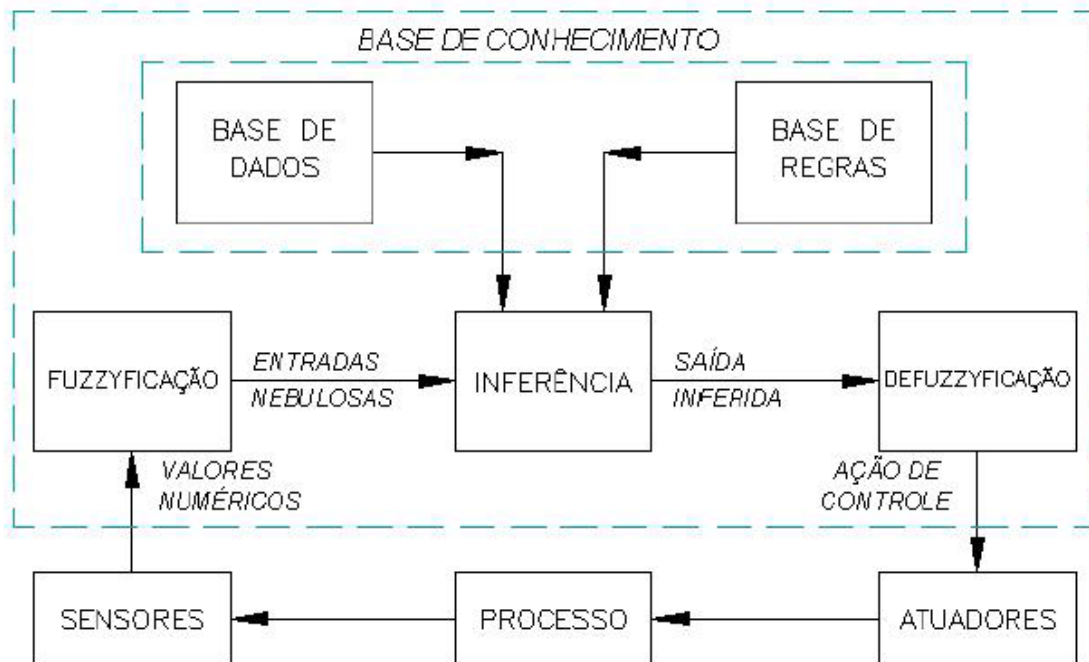 BASE DE CONHECIMENTO
BASE DE
DADOS
BASE DE
REGRAS
FUZZYFICAÇÃO
ENTRADAS
NEBULOSAS
INFERÊNCIA
SAÍDA
INFERIDA
DEFUZZYFICAÇÃO
VALORES
NUMÉRICOS
AÇÃO DE
CONTROLE
SENSORES
PROCESSO
ATUADORES